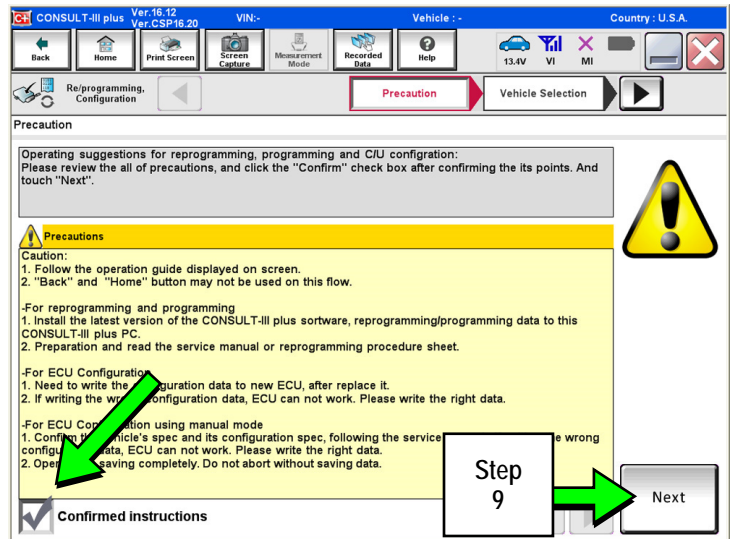 CONSULT-III plus Ver.16.12 VIN:- Vehicle : - Country : U.S.A.
Ver.CSP16.20
Back Home Print Screen Screen Capture Measurement Mode Recorded Data Help 13.4V VI MI
Re/programming, Configuration Precaution Vehicle Selection
Precaution
Operating suggestions for reprogramming, programming and C/U configration:
Please review the all of precautions, and click the "Confirm" check box after confirming the its points. And
touch "Next".
Precautions
Caution:
1. Follow the operation guide displayed on screen.
2. "Back" and "Home" button may not be used on this flow.
-For reprogramming and programming
1. Install the latest version of the CONSULT-III plus sortware, reprogramming/programming data to this
CONSULT-III plus PC.
2. Preparation and read the service manual or reprogramming procedure sheet.
-For ECU Configuration
1. Need to write the configuration data to new ECU, after replace it.
2. If writing the wrong configuration data, ECU can not work. Please write the right data.
-For ECU Configuration using manual mode
1. Confirm the vehicle's spec and its configuration spec, following the service wrong
data, ECU can not work. Please write the right data.
2. saving completely. Do not abort without saving data.
Step
9
Next
Confirmed instructions